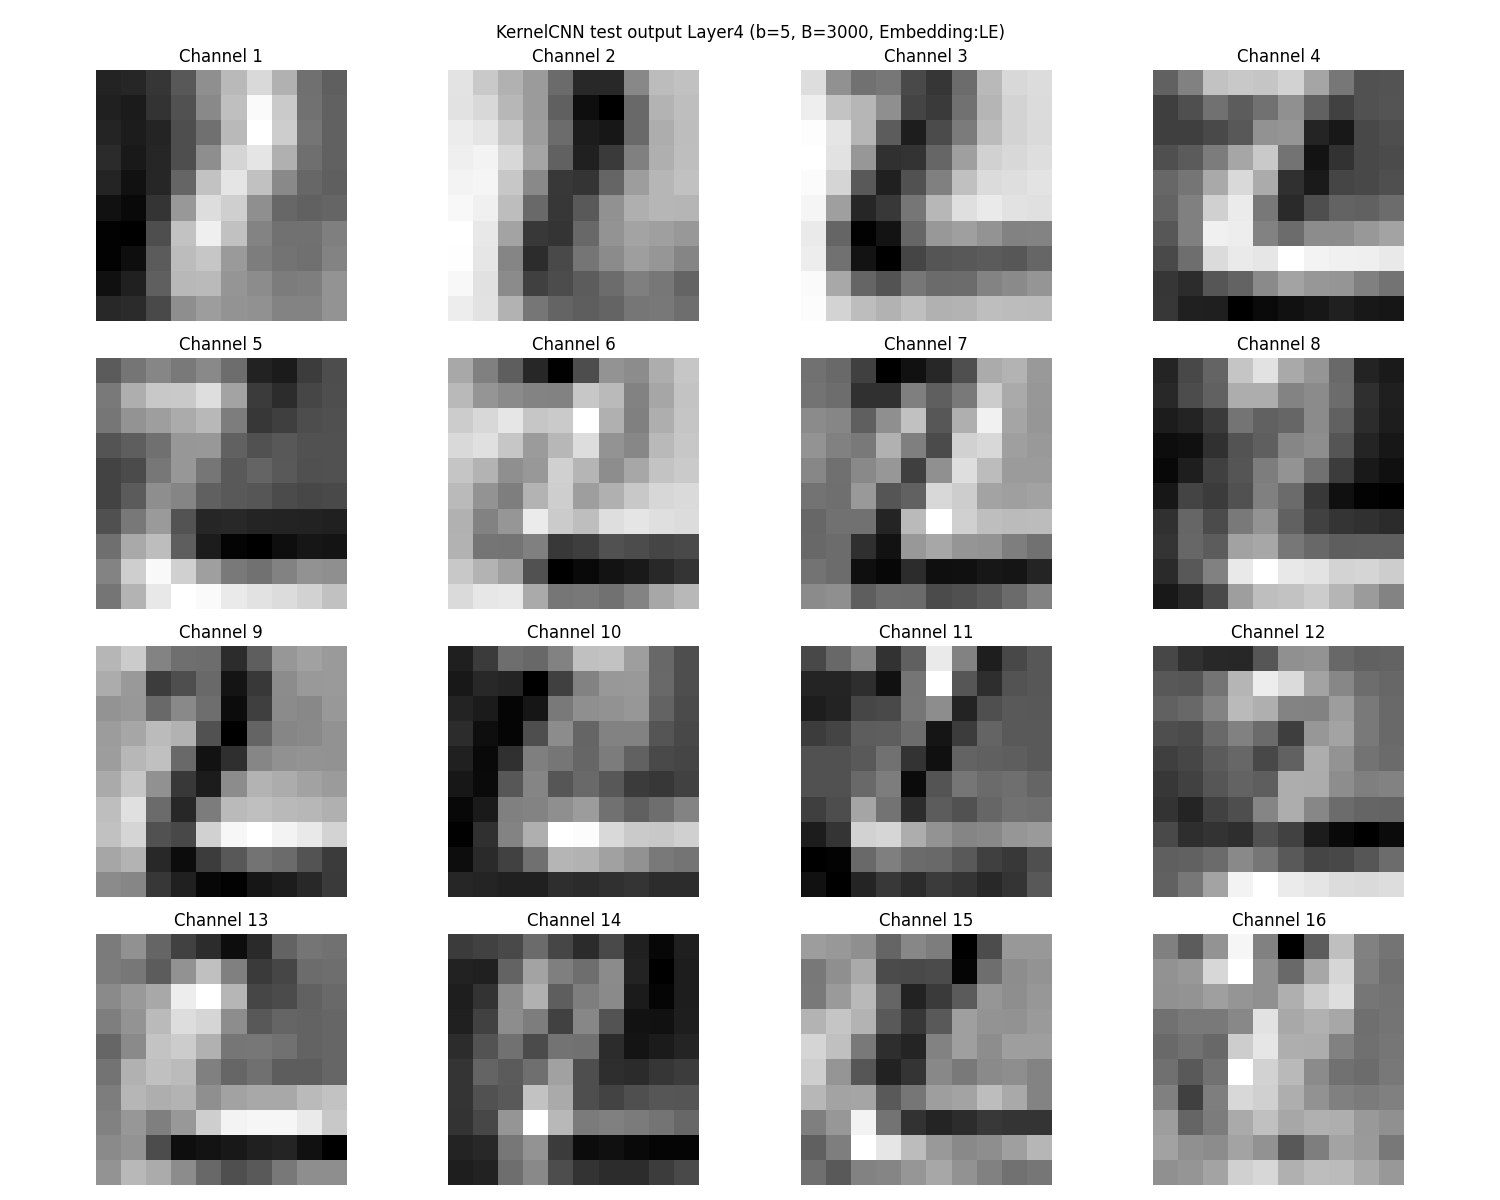 KernelCNN test output Layer4 (b=5, B=3000, Embedding:LE)
Channel 1 Channel 2 Channel 3 Channel 4
Channel 5 Channel 6 Channel 7 Channel 8
Channel 9 Channel 10 Channel 11 Channel 12
Channel 13 Channel 14 Channel 15 Channel 16